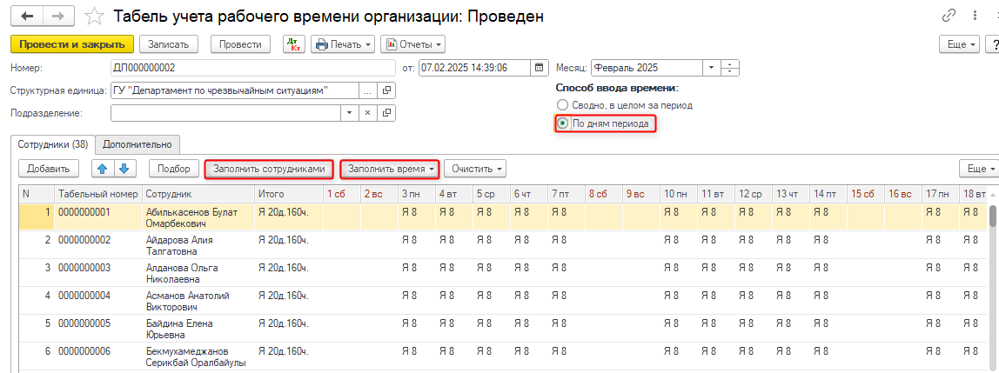 Табель учета рабочего времени организации: Проведен
Провести и закрыть Записать Провести Дт Кт Печать Отчеты Еще ?
Номер: ДП000000002 от: 07.02.2025 14:39:06 Месяц: Февраль 2025
Структурная единица: ГУ "Департамент по чрезвычайным ситуациям" ... Способ ввода времени:
Сводно, в целом за период
Подразделение: По дням периода
Сотрудники (38) Дополнительно
Добавить Подбор Заполнить сотрудниками Заполнить время Очистить Еще
N Табельный номер Сотрудник Итого 1 сб 2 вс 3 пн 4 вт 5 ср 6 чт 7 пт 8 сб 9 вс 10 пн 11 вт 12 ср 13 чт 14 пт 15 сб 16 вс 17 пн 18 вт
1 0000000001 Абилькасенов Булат Я 20д.160ч. Я 8 Я 8 Я 8 Я 8 Я 8 Я 8 Я 8 Я 8 Я 8 Я 8 Я 8 Я 8
Омарбекович
2 0000000002 Айдарова Алия Я 20д.160ч. Я 8 Я 8 Я 8 Я 8 Я 8 Я 8 Я 8 Я 8 Я 8 Я 8 Я 8 Я 8
Талгатовна
3 0000000003 Алданова Ольга Я 20д.160ч. Я 8 Я 8 Я 8 Я 8 Я 8 Я 8 Я 8 Я 8 Я 8 Я 8 Я 8 Я 8
Николаевна
4 0000000004 Асманов Анатолий Я 20д.160ч. Я 8 Я 8 Я 8 Я 8 Я 8 Я 8 Я 8 Я 8 Я 8 Я 8 Я 8 Я 8
Викторович
5 0000000005 Байдина Елена Я 20д.160ч. Я 8 Я 8 Я 8 Я 8 Я 8 Я 8 Я 8 Я 8 Я 8 Я 8 Я 8 Я 8
Юрьевна
6 0000000006 Бекмухамеджанов Я 20д.160ч. Я 8 Я 8 Я 8 Я 8 Я 8 Я 8 Я 8 Я 8 Я 8 Я 8 Я 8 Я 8
Серикбай Оралбайулы